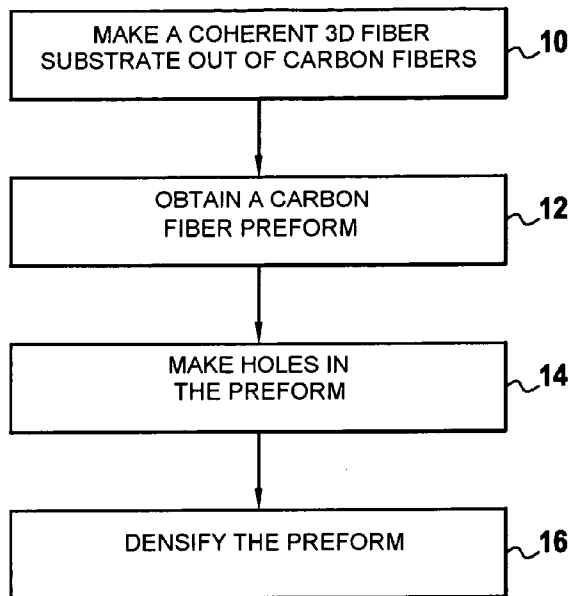 MAKE A COHERENT 3D FIBER
SUBSTRATE OUT OF CARBON FIBERS
10
OBTAIN A CARBON
FIBER PREFORM
12
MAKE HOLES IN
THE PREFORM
14
DENSIFY THE PREFORM
16